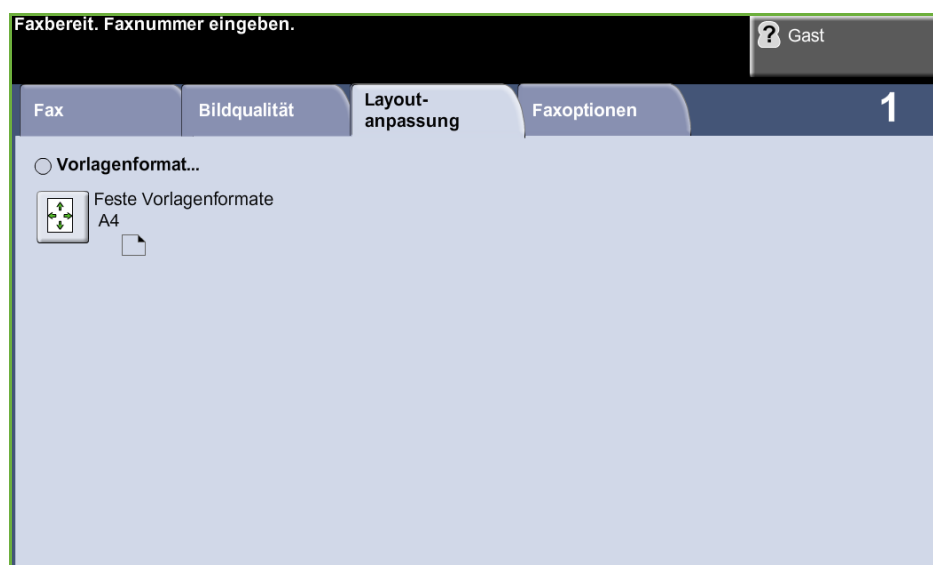 Faxbereit. Faxnummer eingeben.
? Gast
Fax
Bildqualität
Layout-
anpassung
Faxoptionen
1
Vorlagenformat...
Feste Vorlagenformate
A4